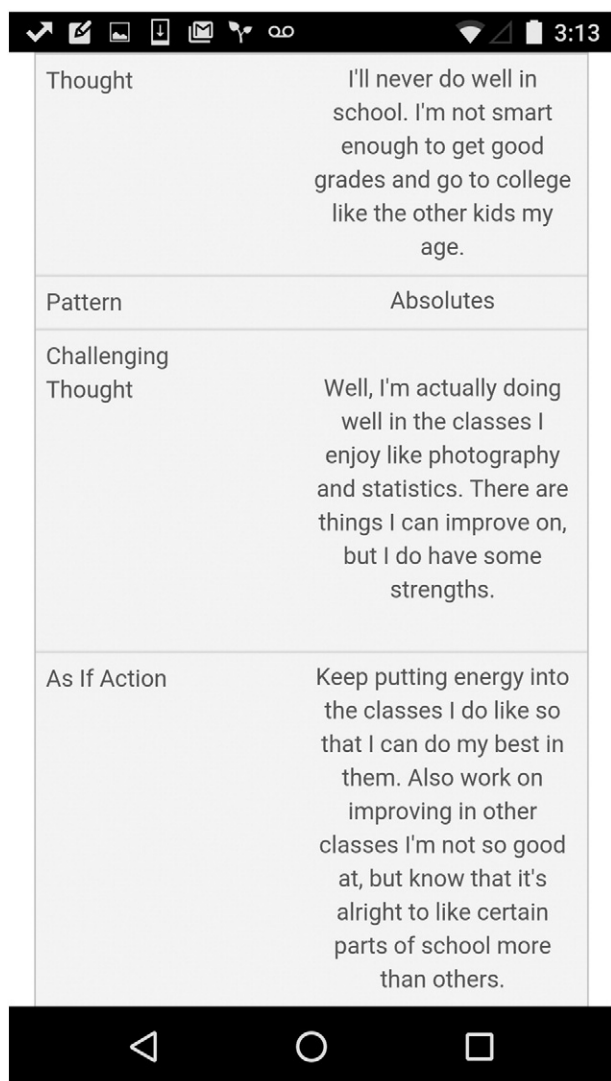 3:13
Thought
I'll never do well in
school. I'm not smart
enough to get good
grades and go to college
like the other kids my
age.
Pattern
Absolutes
Challenging
Thought
Well, I'm actually doing
well in the classes I
enjoy like photography
and statistics. There are
things I can improve on,
but I do have some
strengths.
As If Action
Keep putting energy into
the classes I do like so
that I can do my best in
them. Also work on
improving in other
classes I'm not so good
at, but know that it's
alright to like certain
parts of school more
than others.